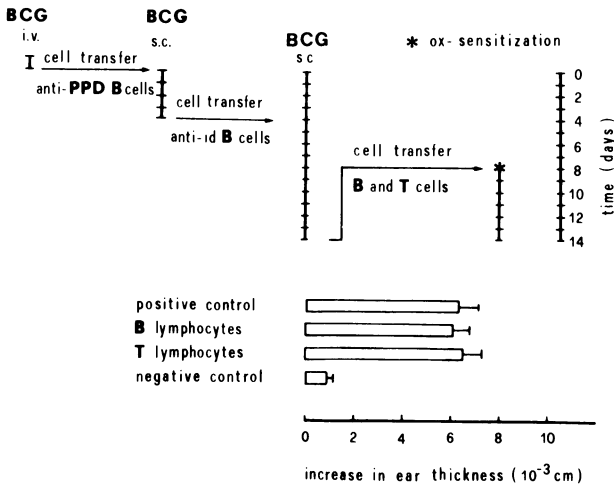 BCG
i.v.
cell transfer
anti-PPD B cells
BCG
s.c.
cell transfer
anti-id B cells
BCG
s c
* ox-sensitization
cell transfer
B and T cells
0
2
4
6
8
10
12
14
time (days)
positive control
B lymphocytes
T lymphocytes
negative control
0 2 4 6 8 10
increase in ear thickness (10⁻³ cm)